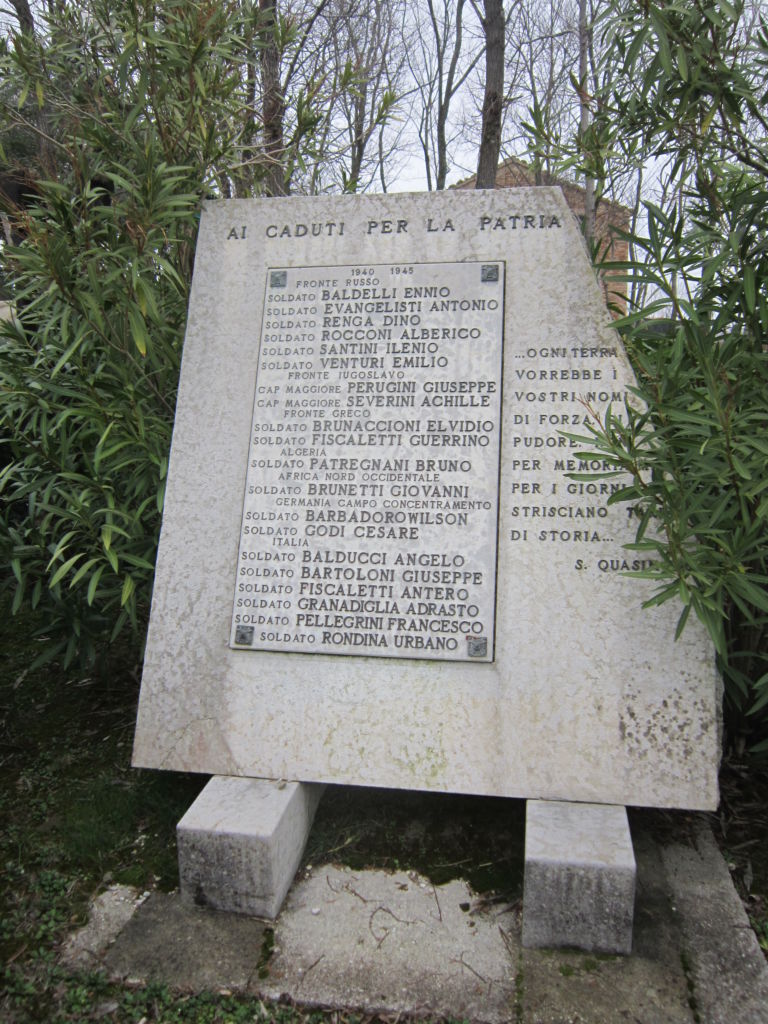 AI CADUTI PER LA PATRIA
1940 1945
FRONTE RUSSO
SOLDATO BALDELLI ENNIO
SOLDATO EVANGELISTI ANTONIO
SOLDATO RENGA DINO
SOLDATO ROCCONI ALBERICO
SOLDATO SANTINI ILENIO
SOLDATO VENTURI EMILIO
FRONTE IUGOSLAVO
CAP MAGGIORE PERUGINI GIUSEPPE
CAP MAGGIORE SEVERINI ACHILLE
FRONTE GRECO
SOLDATO BRUNACCIONI ELVIDIO
SOLDATO FISCALETTI GUERRINO
ALGERIA
SOLDATO PATREGNANI BRUNO
AFRICA NORD OCCIDENTALE
SOLDATO BRUNETTI GIOVANNI
GERMANIA CAMPO CONCENTRAMENTO
SOLDATO BARBADORO WILSON
SOLDATO GODI CESARE
ITALIA
SOLDATO BALDUCCI ANGELO
SOLDATO BARTOLONI GIUSEPPE
SOLDATO FISCALETTI ANTERO
SOLDATO GRANADIGLIA ADRASTO
SOLDATO PELLEGRINI FRANCESCO
SOLDATO RONDINA URBANO
...OGNI TERRA
VORREBBE I
VOSTRI NOMI
DI FORZA, DI
PUDORE,
PER MEMORIA
PER I GIORNI
STRISCIANO
DI STORIA...
S. QUASIM